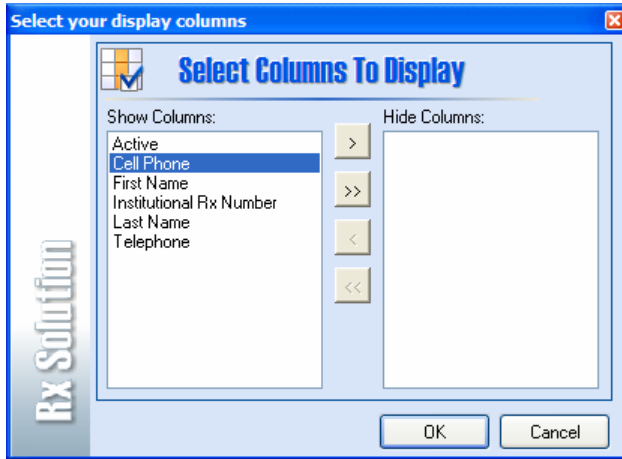 Select your display columns
Select Columns To Display
Show Columns:
Hide Columns:
Active
Cell Phone
First Name
Institutional Rx Number
Last Name
Telephone
>
>>
<
<<
Rx Solution
OK
Cancel